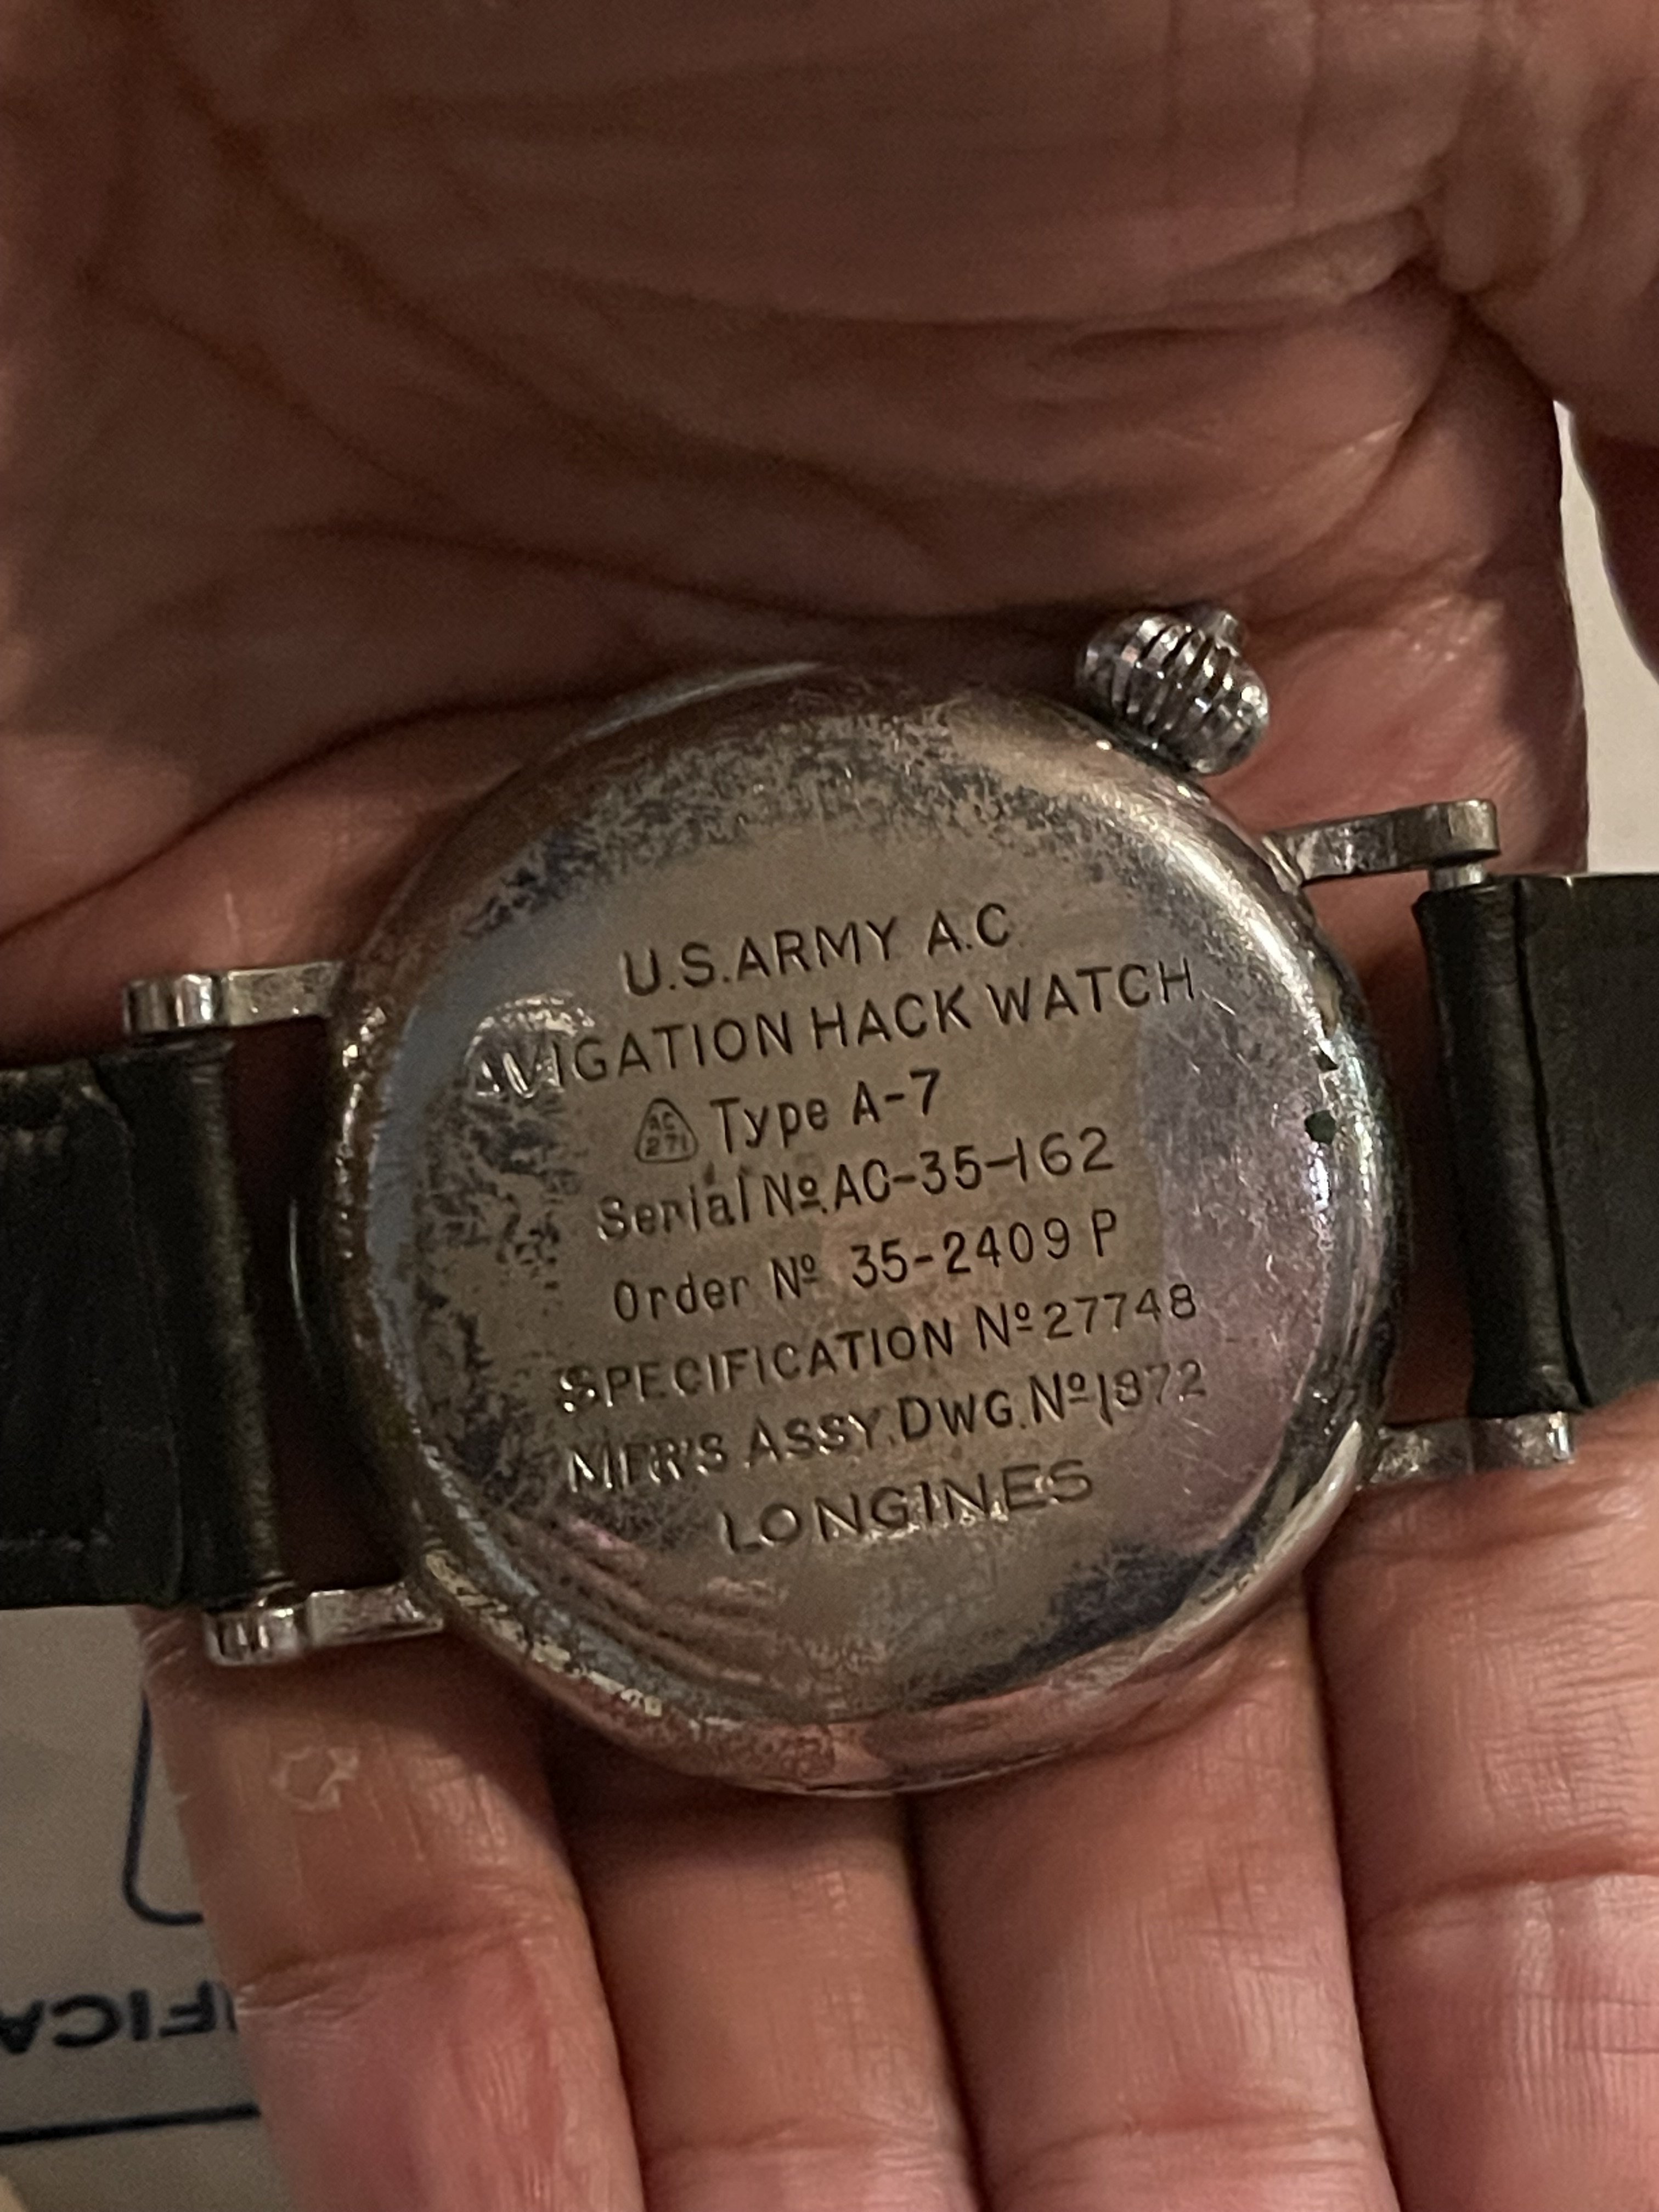 U.S.ARMY A.C.
AVIGATION HACK WATCH
AC
271
Type A-7
Serial Nº AC-35-162
Order Nº 35-2409 P
SPECIFICATION Nº 27748
MFR'S ASSY.DWG.Nº 1872
LONGINES
IFICA